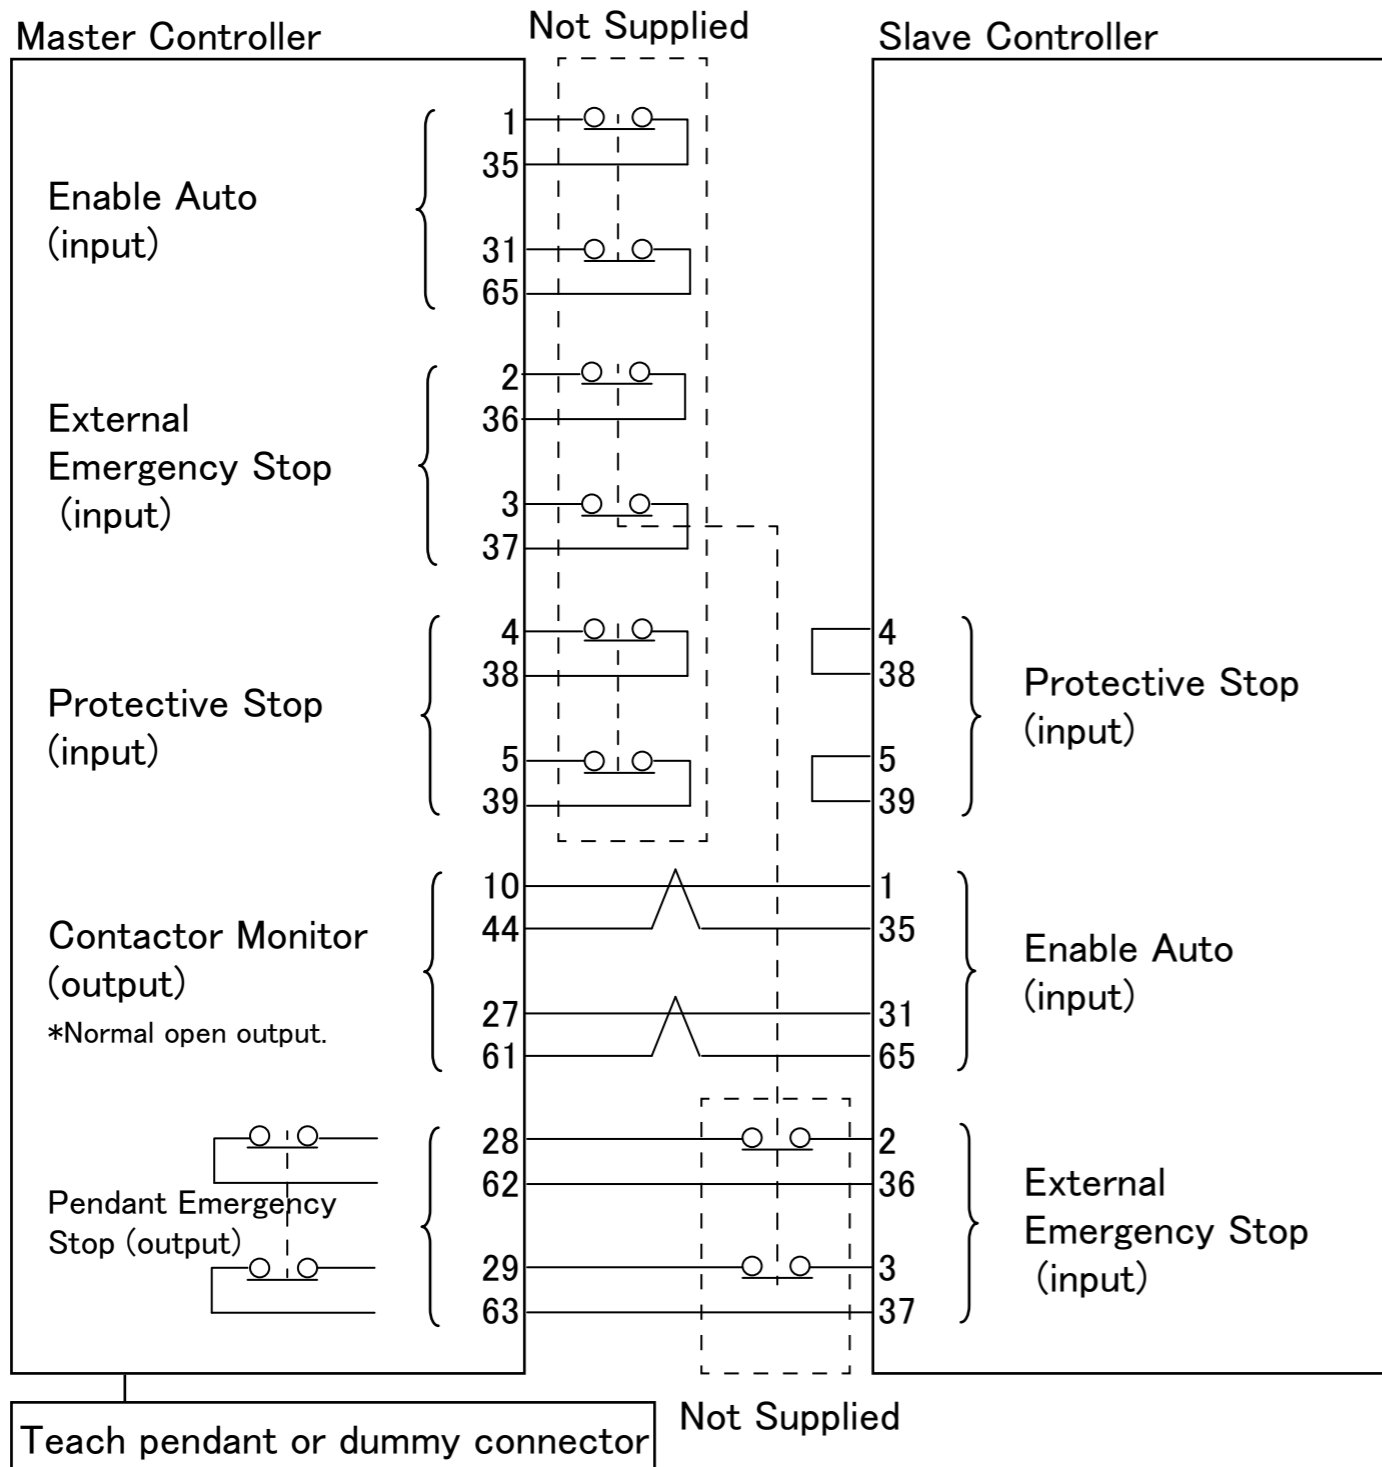 Master Controller
Not Supplied
Slave Controller
Enable Auto
(input)
1
35
31
65
External
Emergency Stop
(input)
2
36
3
37
Protective Stop
(input)
4
38
5
39
4
38
5
39
Protective Stop
(input)
Contactor Monitor
(output)
*Normal open output.
10
44
27
61
1
35
31
65
Enable Auto
(input)
Pendant Emergency
Stop (output)
28
62
29
63
2
36
3
37
External
Emergency Stop
(input)
Teach pendant or dummy connector
Not Supplied